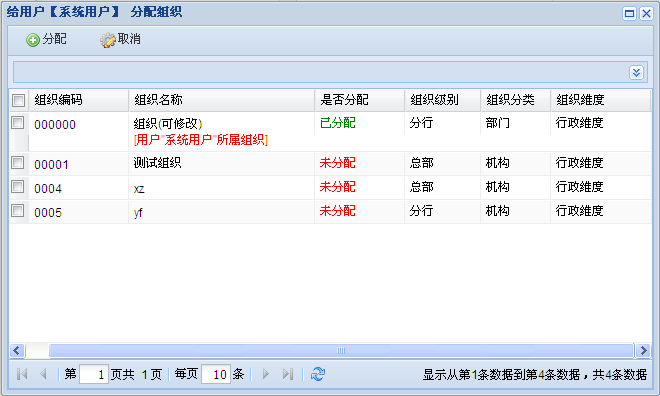 给用户【系统用户】 分配组织
分配 取消
组织编码 组织名称 是否分配 组织级别 组织分类 组织维度
000000 组织(可修改) 已分配 分行 部门 行政维度
[用户"系统用户"所属组织]
00001 测试组织 未分配 总部 机构 行政维度
0004 xz 未分配 总部 机构 行政维度
0005 yf 未分配 分行 机构 行政维度
第 1 页共 1 页 每页 10 条 显示从第1条数据到第4条数据，共4条数据